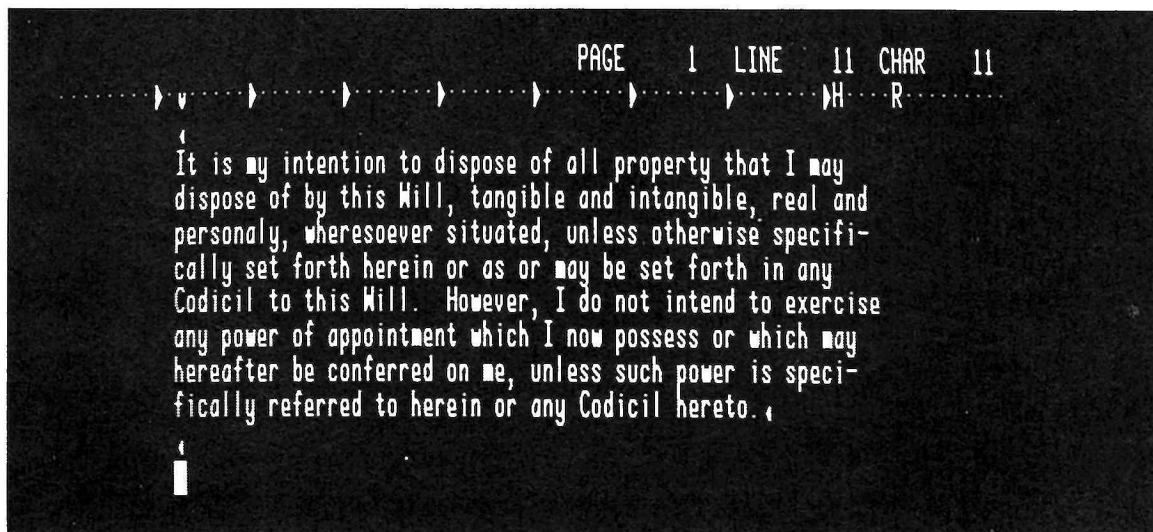 PAGE 1 LINE 11 CHAR 11
H R
It is my intention to dispose of all property that I may
dispose of by this Will, tangible and intangible, real and
personaly, wheresoever situated, unless otherwise specifi-
cally set forth herein or as or may be set forth in any
Codicil to this Will. However, I do not intend to exercise
any power of appointment which I now possess or which may
hereafter be conferred on me, unless such power is speci-
fically referred to herein or any Codicil hereto.